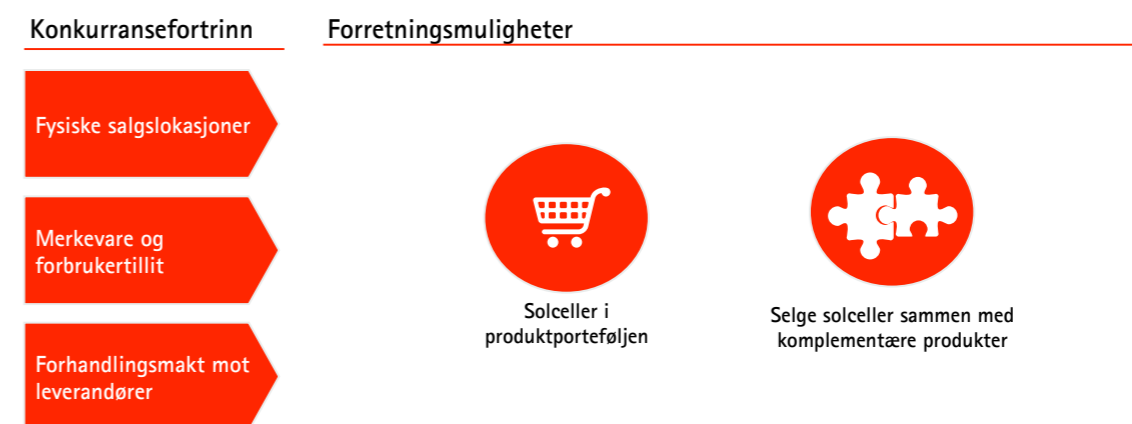 Konkurransefortrinn
Forretningsmuligheter
Fysiske salgslokasjoner
Merkevare og
forbrukertillit
Forhandlingsmakt mot
leverandører
Solceller i
produktporteføljen
Selge solceller sammen med
komplementære produkter